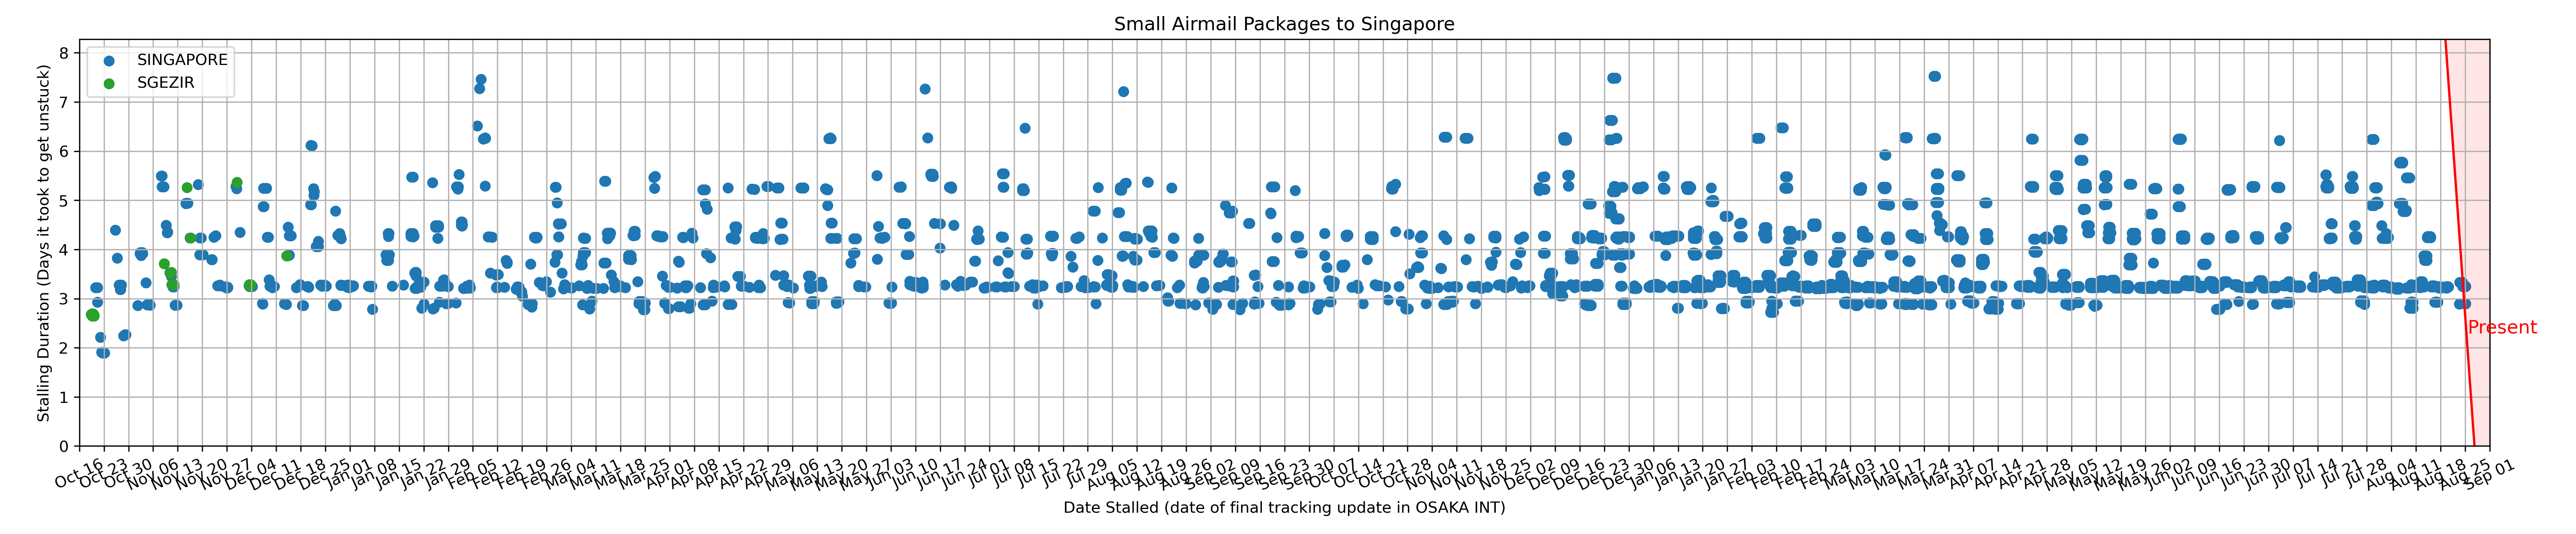 Small Airmail Packages to Singapore
SINGAPORE
SGEZIR
Stalling Duration (Days it took to get unstuck)
8
7
6
5
4
3
2
1
0
Present
Oct 16
Oct 23
Oct 30
Nov 06
Nov 13
Nov 20
Nov 27
Dec 04
Dec 11
Dec 18
Dec 25
Jan 01
Jan 08
Jan 15
Jan 22
Jan 29
Feb 05
Feb 12
Feb 19
Feb 26
Mar 04
Mar 11
Mar 18
Mar 25
Apr 01
Apr 08
Apr 15
Apr 22
Apr 29
May 06
May 13
May 20
May 27
Jun 03
Jun 10
Jun 17
Jun 24
Jul 01
Jul 08
Jul 15
Jul 22
Jul 29
Aug 05
Aug 12
Aug 19
Aug 26
Sep 02
Sep 09
Sep 16
Sep 23
Sep 30
Oct 07
Oct 14
Oct 21
Oct 28
Nov 04
Nov 11
Nov 18
Nov 25
Dec 02
Dec 09
Dec 16
Dec 23
Dec 30
Jan 06
Jan 13
Jan 20
Jan 27
Feb 03
Feb 10
Feb 17
Feb 24
Mar 03
Mar 10
Mar 17
Mar 24
Mar 31
Apr 07
Apr 14
Apr 21
Apr 28
May 05
May 12
May 19
May 26
Jun 02
Jun 09
Jun 16
Jun 23
Jun 30
Jul 07
Jul 14
Jul 21
Jul 28
Aug 04
Aug 11
Aug 18
Aug 25
Sep 01
Date Stalled (date of final tracking update in OSAKA INT)